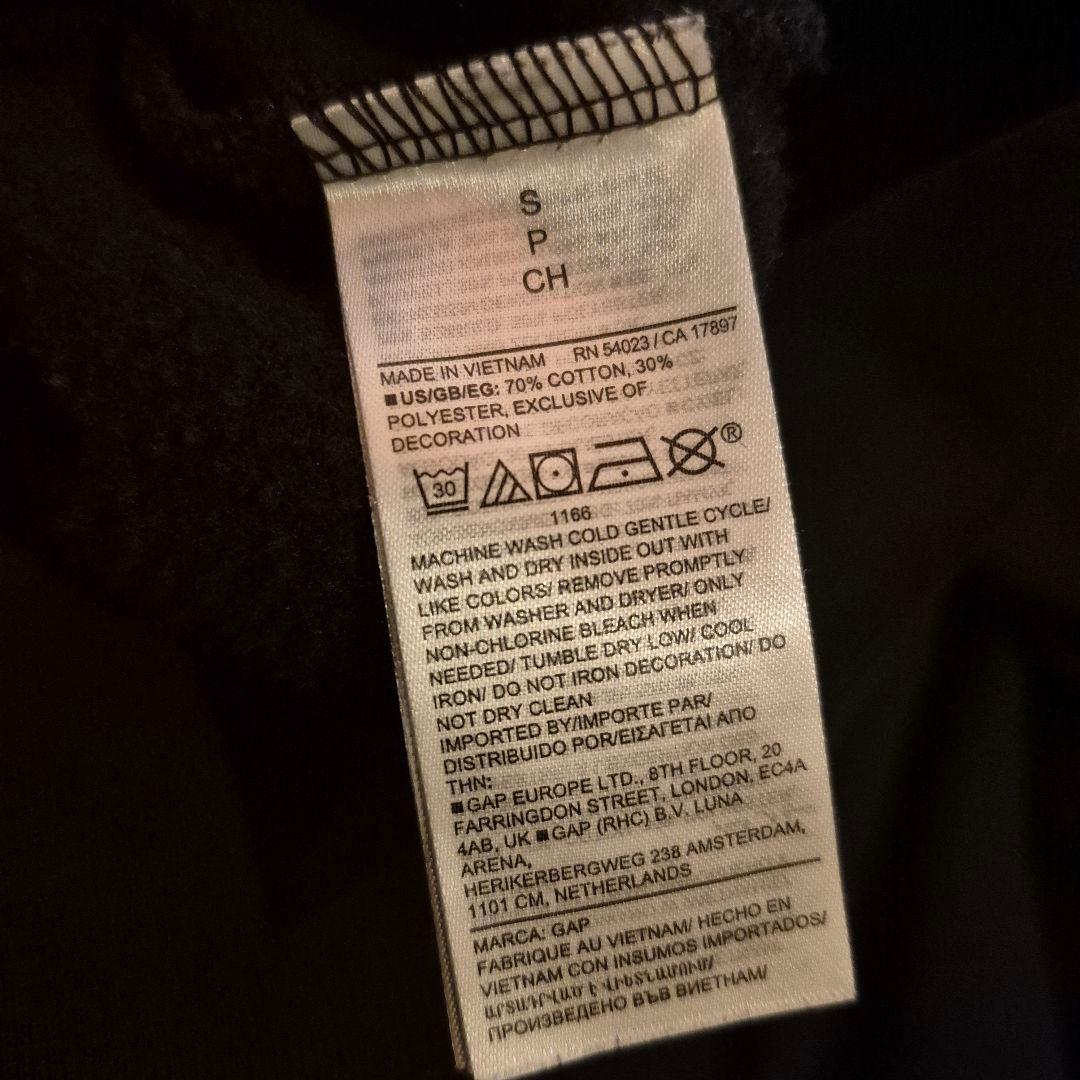 S
P
CH
MADE IN VIETNAM RN 54023 / CA 17897
■US/GB/EG: 70% COTTON, 30%
POLYESTER, EXCLUSIVE OF
DECORATION
30 ®
1166
MACHINE WASH COLD GENTLE CYCLE/
WASH AND DRY INSIDE OUT WITH
LIKE COLORS/ REMOVE PROMPTLY
FROM WASHER AND DRYER/ ONLY
NON-CHLORINE BLEACH WHEN
NEEDED/ TUMBLE DRY LOW/ COOL
IRON/ DO NOT IRON DECORATION/ DO
NOT DRY CLEAN
IMPORTED BY/IMPORTE PAR/
DISTRIBUIDO POR/ΕΙΣΑΓΕΤΑΙ ΑΠΟ
ΤΗΝ:
■GAP EUROPE LTD., 8TH FLOOR, 20
FARRINGDON STREET, LONDON, EC4A
4AB, UK ■GAP (RHC) B.V. LUNA
ARENA,
HERIKERBERGWEG 238 AMSTERDAM,
1101 CM, NETHERLANDS
MARCA: GAP
FABRIQUE AU VIETNAM/ HECHO EN
VIETNAM CON INSUMOS IMPORTADOS/
ԱՐՏԱԴՐՎԱԾ Է ՎԻԵՏՆԱՄՈՒՄ/
ПРОИЗВЕДЕНО ВЪВ ВИЕТНАМ/